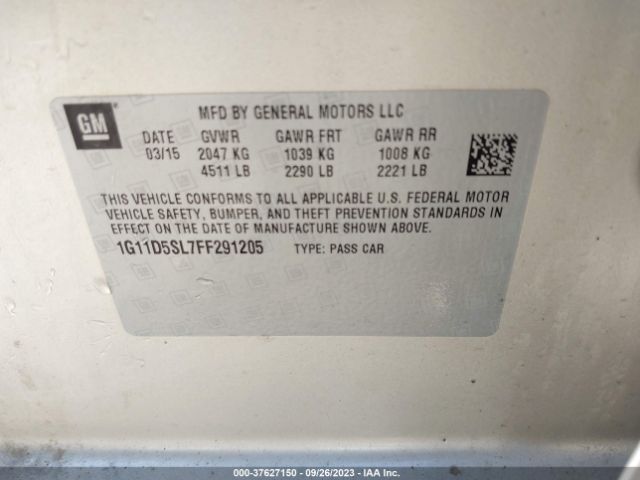 GM
MFD BY GENERAL MOTORS LLC
DATE GVWR GAWR FRT GAWR RR
03/15 2047 KG 1039 KG 1008 KG
4511 LB 2290 LB 2221 LB
THIS VEHICLE CONFORMS TO ALL APPLICABLE U.S. FEDERAL MOTOR
VEHICLE SAFETY, BUMPER, AND THEFT PREVENTION STANDARDS IN
EFFECT ON THE DATE OF MANUFACTURE SHOWN ABOVE.
1G11D5SL7FF291205 TYPE: PASS CAR
000-37627150 - 09/26/2023 - IAA Inc.